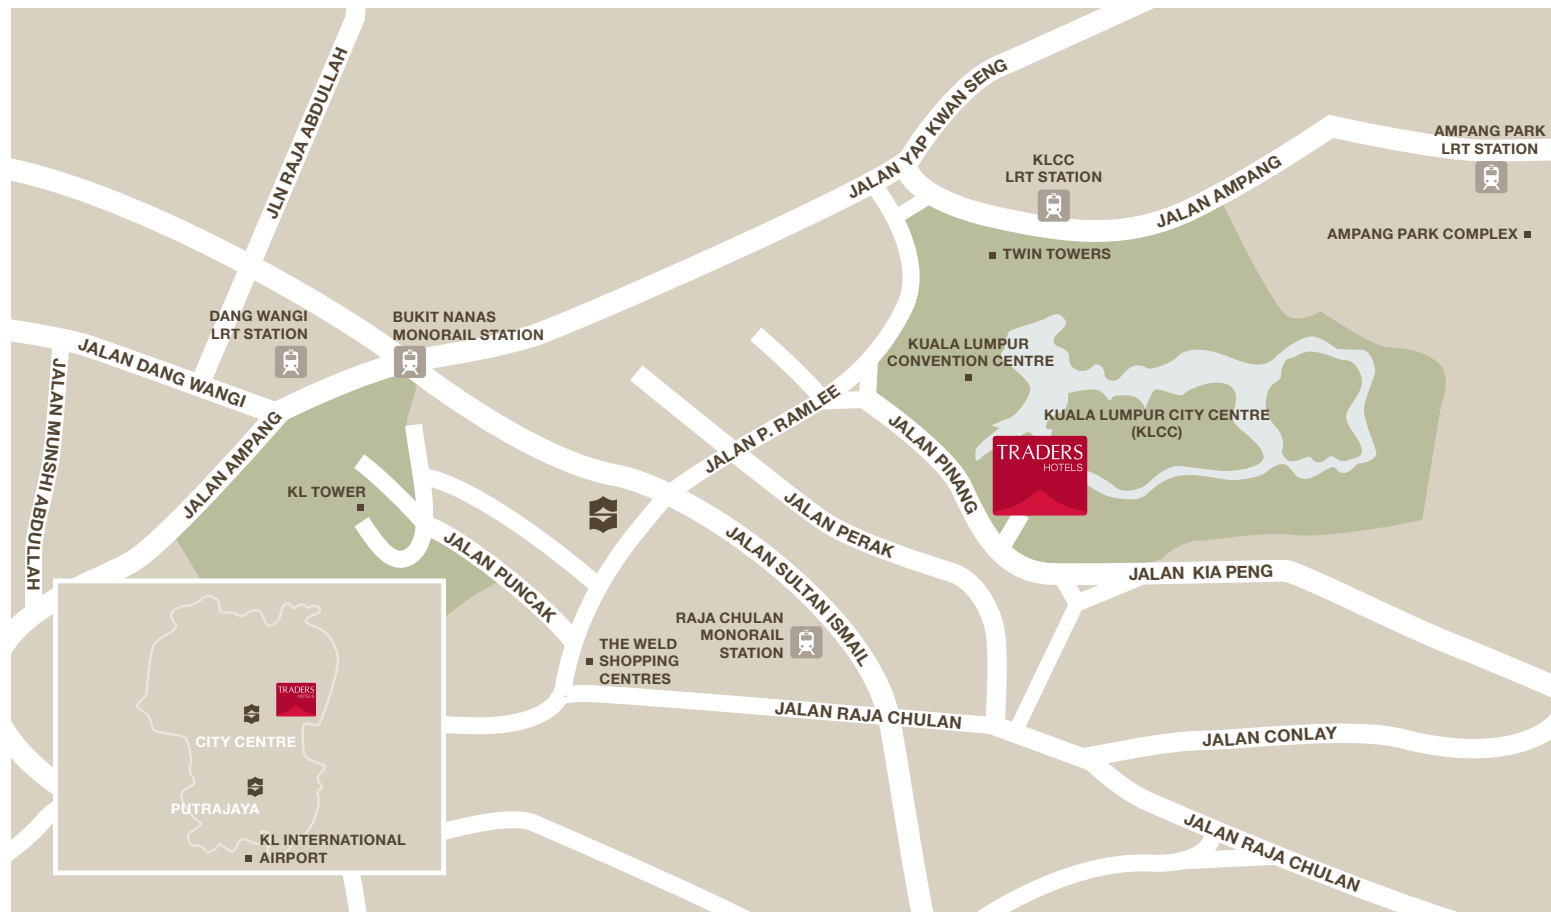 JLN RAJA ABDULLAH
JALAN YAP KWAN SENG
KLCC
LRT STATION
JALAN AMPANG
AMPANG PARK
LRT STATION
AMPANG PARK COMPLEX
TWIN TOWERS
DANG WANGI
LRT STATION
BUKIT NANAS
MONORAIL STATION
JALAN DANG WANGI
JALAN MUNSHI ABDULLAH
JALAN AMPANG
KUALA LUMPUR
CONVENTION CENTRE
KUALA LUMPUR CITY CENTRE
(KLCC)
TRADERS
HOTELS
JALAN P. RAMLEE
JALAN PINANG
KL TOWER
JALAN PUNCAK
JALAN PERAK
JALAN SULTAN ISMAIL
JALAN KIA PENG
RAJA CHULAN
MONORAIL
STATION
THE WELD
SHOPPING
CENTRES
JALAN RAJA CHULAN
JALAN CONLAY
JALAN RAJA CHULAN
TRADERS
HOTELS
CITY CENTRE
PUTRAJAYA
KL INTERNATIONAL
AIRPORT